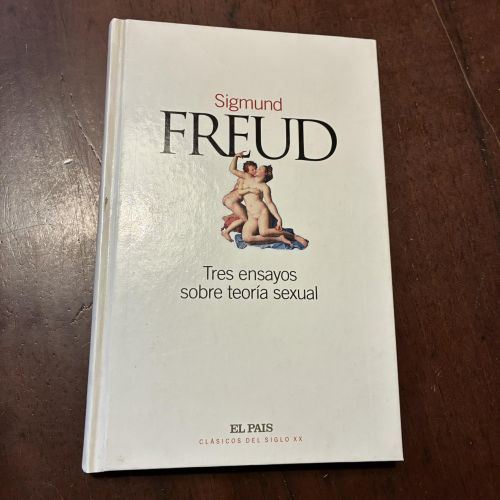 Sigmund
FREUD
Tres ensayos
sobre teoría sexual
EL PAIS
CLÁSICOS DEL SIGLO XX